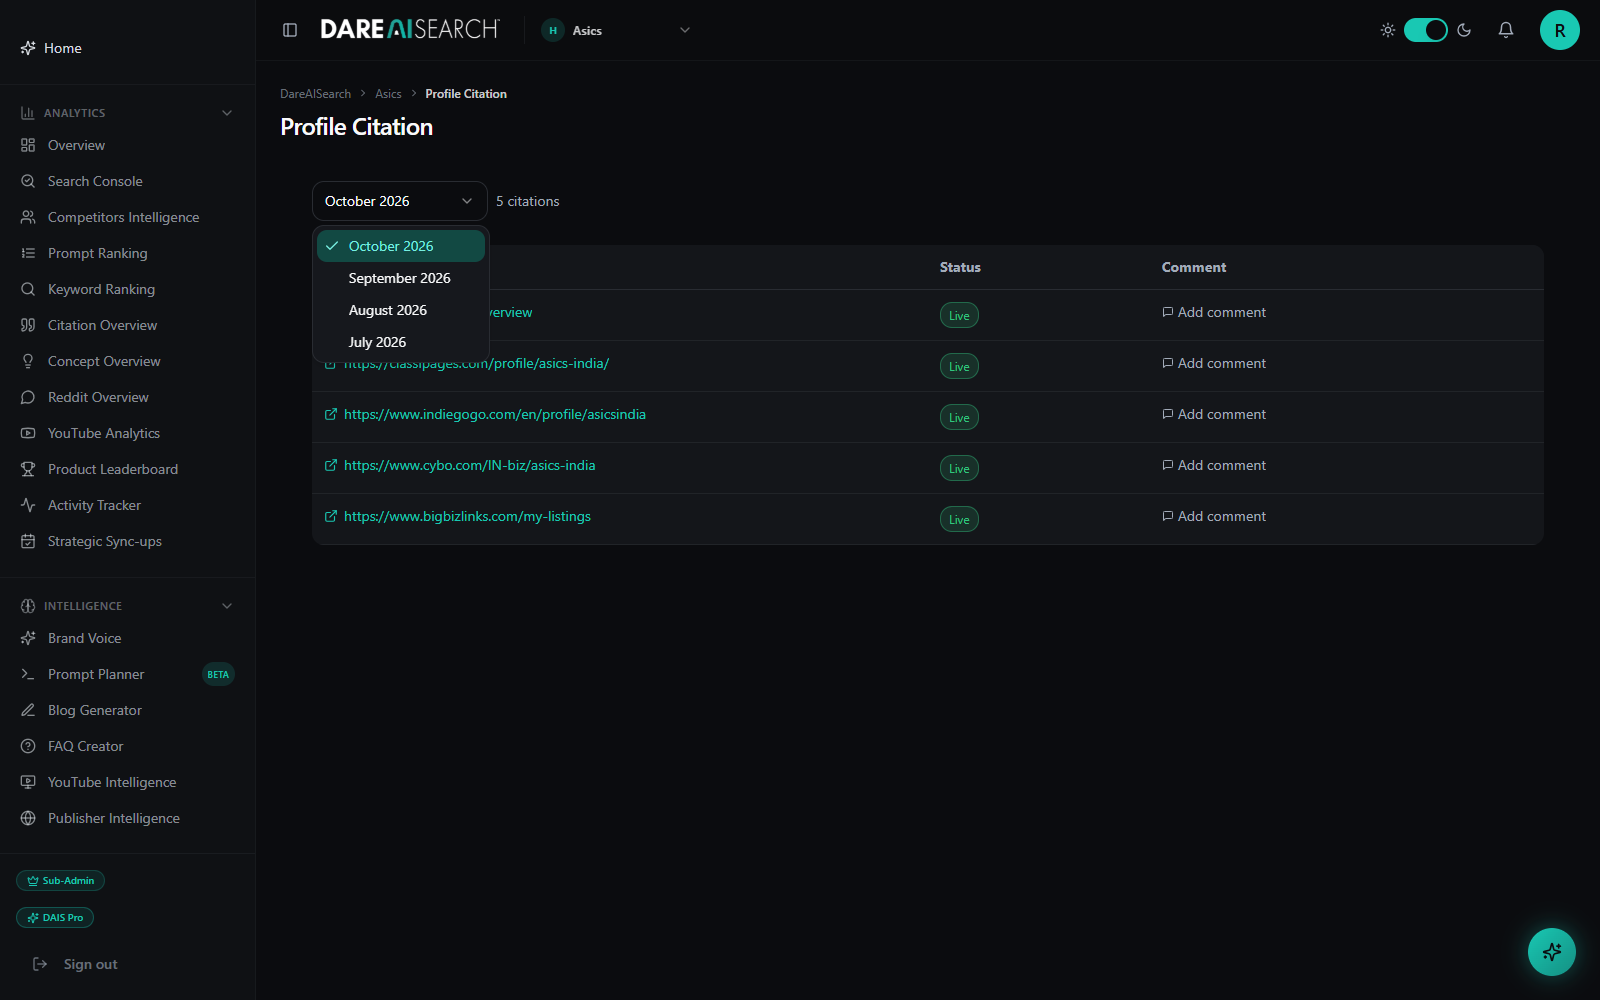 Home
DARE AISEARCH
H
Asics
R
ANALYTICS
Overview
Search Console
Competitors Intelligence
Prompt Ranking
Keyword Ranking
Citation Overview
Concept Overview
Reddit Overview
YouTube Analytics
Product Leaderboard
Activity Tracker
Strategic Sync-ups
INTELLIGENCE
Brand Voice
Prompt Planner BETA
Blog Generator
FAQ Creator
YouTube Intelligence
Publisher Intelligence
Sub-Admin
DAIS Pro
Sign out
DareAISearch > Asics > Profile Citation
Profile Citation
October 2026
5 citations
October 2026
September 2026
August 2026
July 2026
Status Comment
Live Add comment
https://classipages.com/profile/asics-india/ Live Add comment
https://www.indiegogo.com/en/profile/asicsindia Live Add comment
https://www.cybo.com/IN-biz/asics-india Live Add comment
https://www.bigbizlinks.com/my-listings Live Add comment